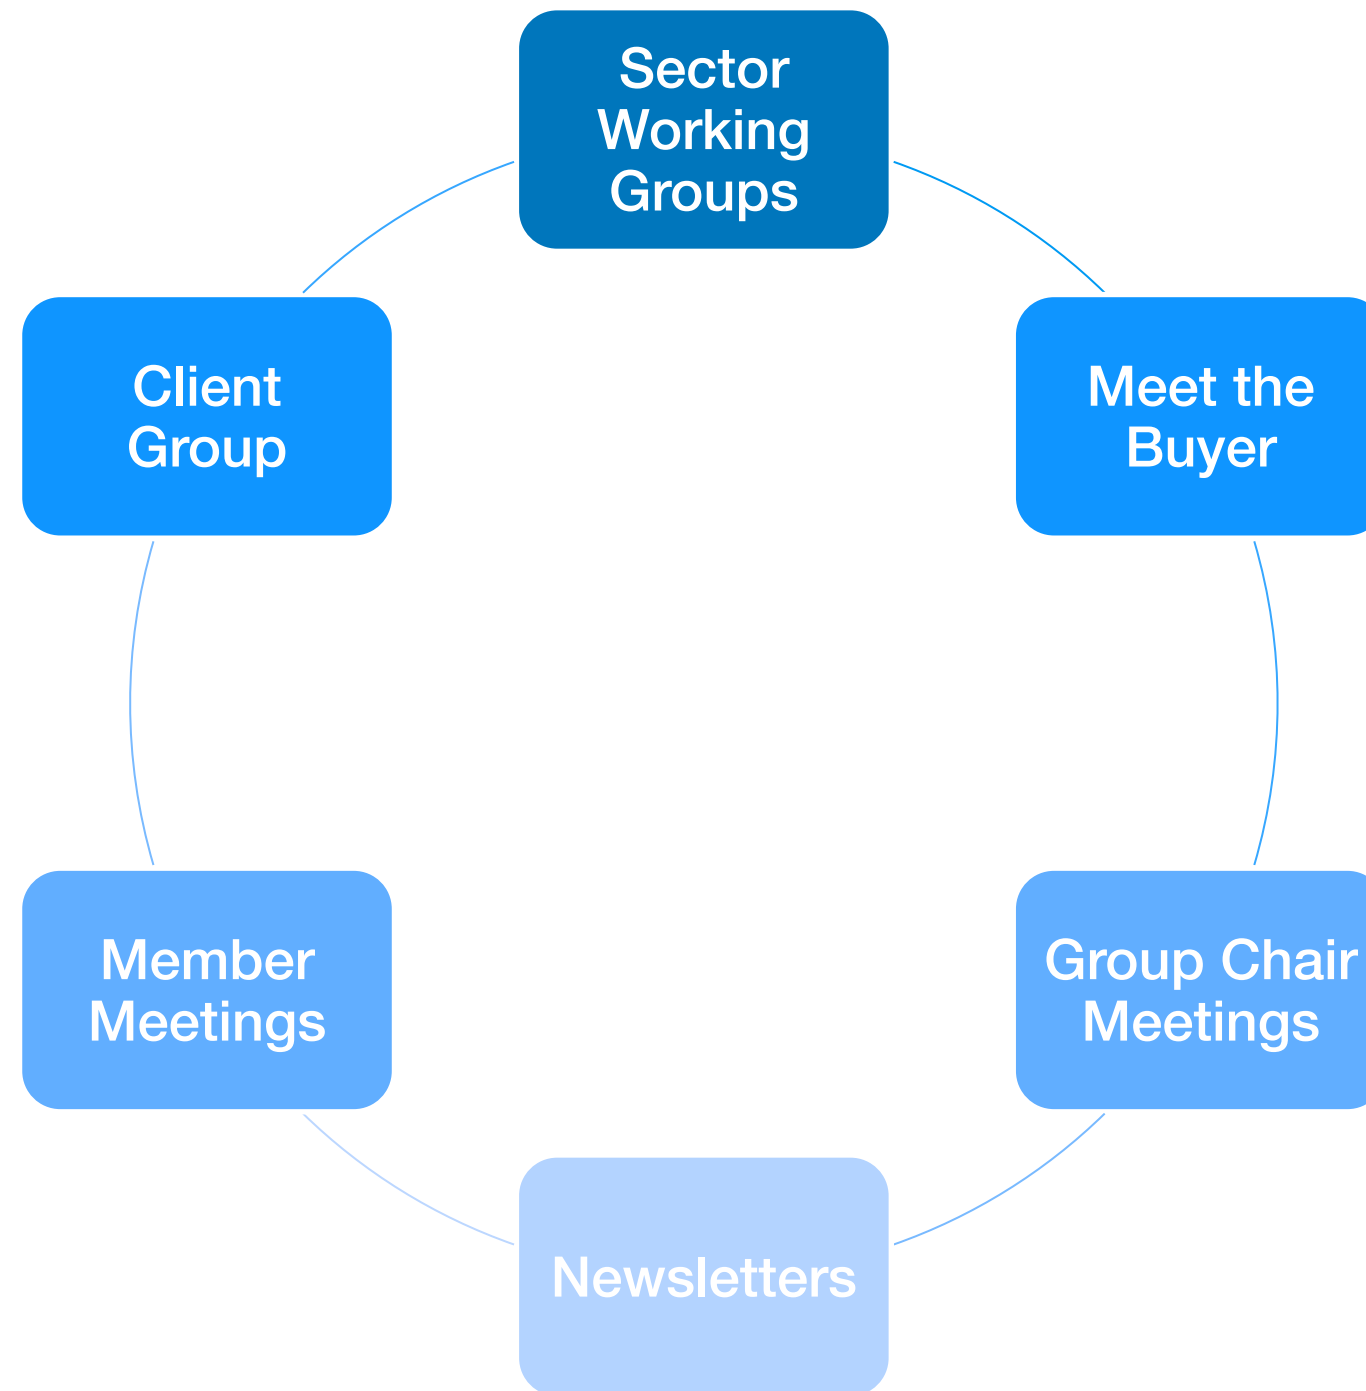 Sector
Working
Groups
Client
Group
Meet the
Buyer
Member
Meetings
Group Chair
Meetings
Newsletters